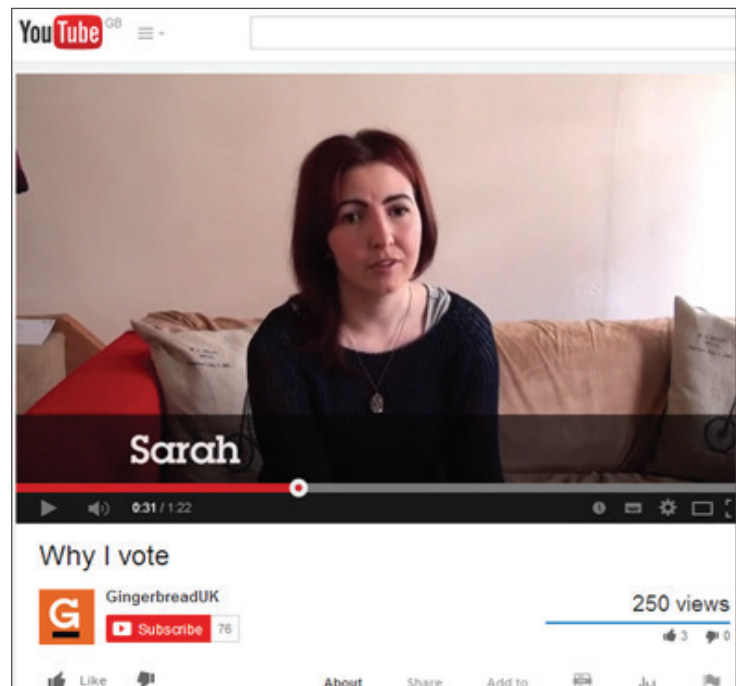 YouTube GB
Sarah
0:31 / 1:22
Why I vote
GingerbreadUK
250 views
G
Subscribe 76
3 0
Like About Share Add to